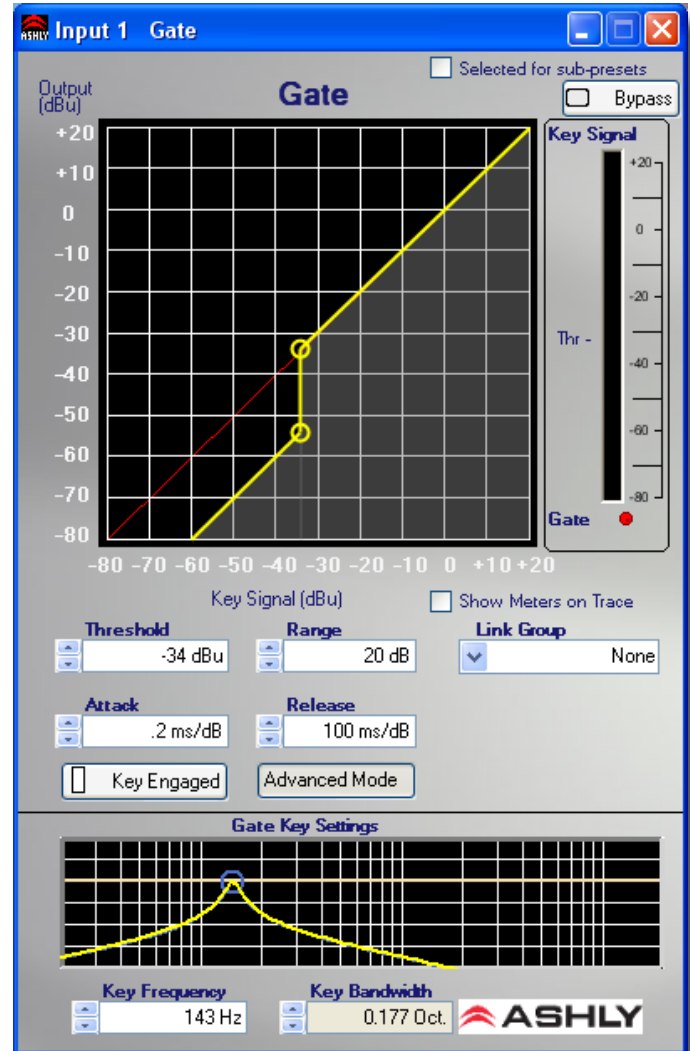 ASHLY Input 1 Gate
Selected for sub-presets
Output
(dBu)
Gate
Bypass
Key Signal
+20
+10
0
-10
-20
-30
-40
-50
-60
-70
-80
+20
0
-20
Thr -
-40
-60
-80
Gate
-80 -70 -60 -50 -40 -30 -20 -10 0 +10 +20
Key Signal (dBu)
Show Meters on Trace
Threshold Range Link Group
-34 dBu 20 dB None
Attack Release
.2 ms/dB 100 ms/dB
Key Engaged Advanced Mode
Gate Key Settings
Key Frequency Key Bandwidth
143 Hz 0.177 Oct. ASHLY